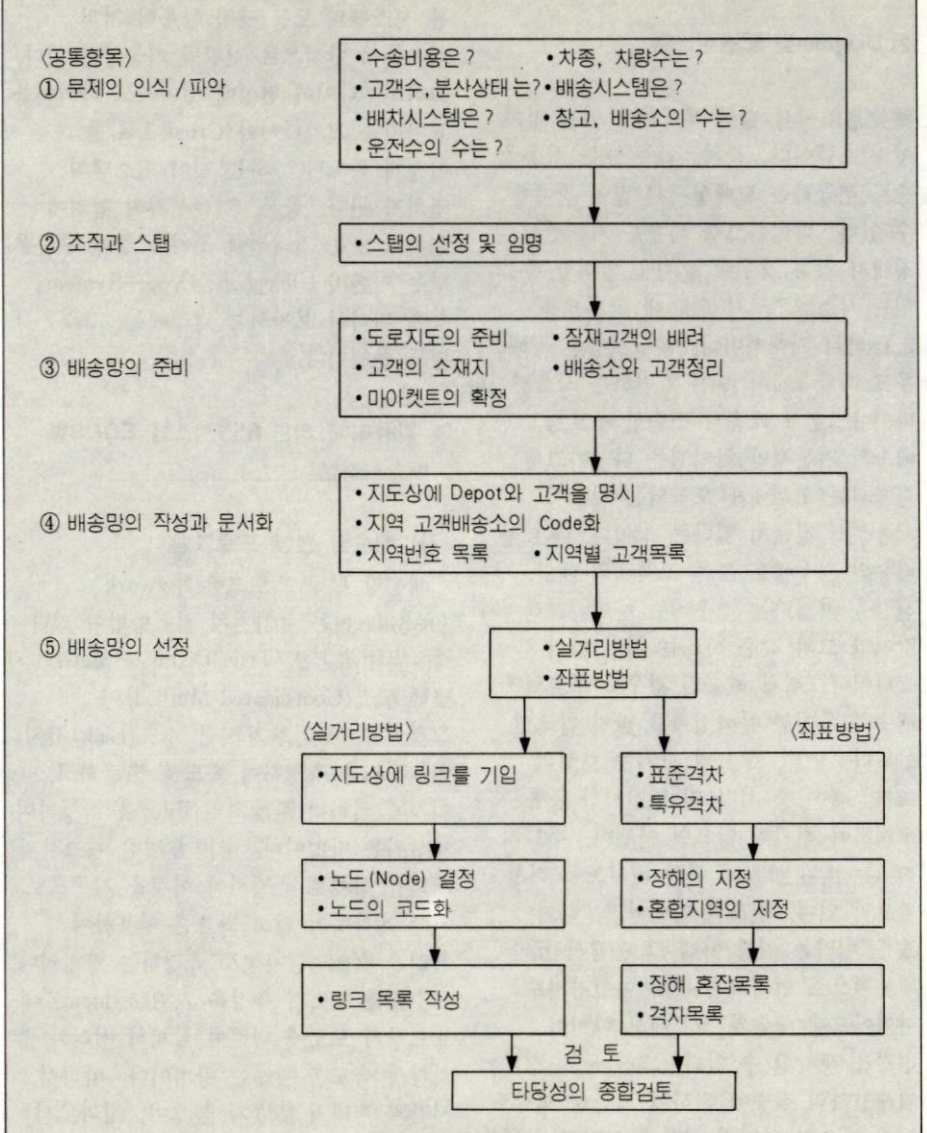 〈공통항목〉
① 문제의 인식 / 파악
•수송비용은? •차종, 차량수는?
•고객수, 분산상태는? •배송시스템은?
•배차시스템은? •창고, 배송소의 수는?
•운전수의 수는?
② 조직과 스탭
•스탭의 선정 및 임명
③ 배송망의 준비
•도로지도의 준비 •잠재고객의 배려
•고객의 소재지 •배송소와 고객정리
•마아켓트의 확정
④ 배송망의 작성과 문서화
•지도상에 Depot와 고객을 명시
•지역 고객배송소의 Code화
•지역번호 목록 •지역별 고객목록
⑤ 배송망의 선정
•실거리방법
•좌표방법
〈실거리방법〉 〈좌표방법〉
•지도상에 링크를 기입
•표준격차
•특유격차
•노드(Node) 결정
•노드의 코드화
•장해의 지정
•혼합지역의 지정
•링크 목록 작성
•장해 혼잡목록
•격자목록
검 토
타당성의 종합검토